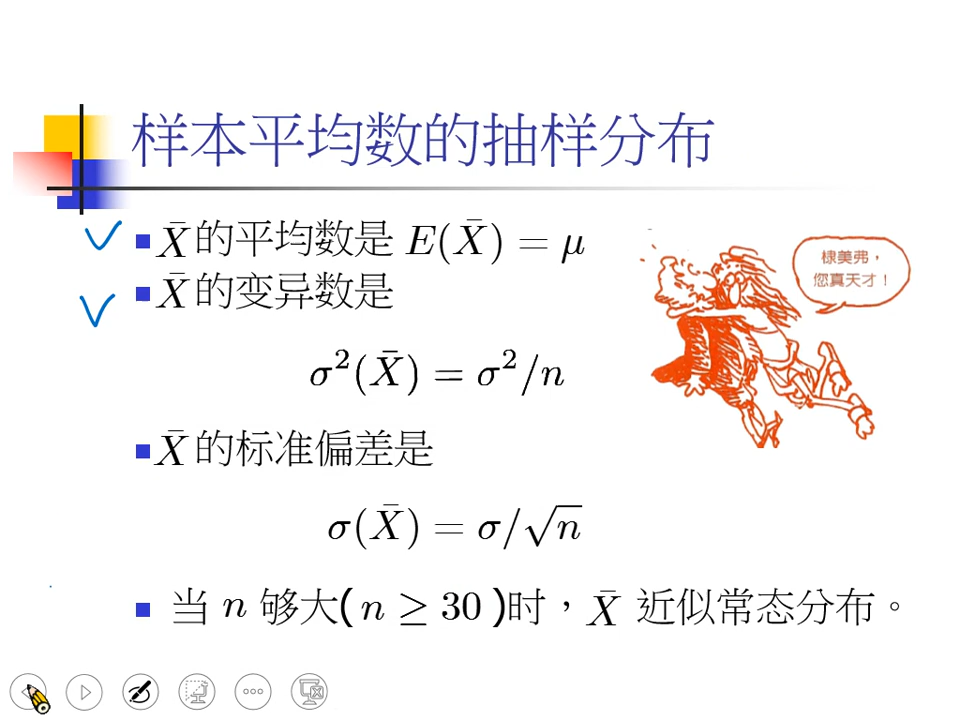 样本平均数的抽样分布
X̄的平均数是 E(X̄) = μ
X̄的变异数是
σ²(X̄) = σ²/n
X̄的标准偏差是
σ(X̄) = σ/√n
当 n 够大(n ≥ 30)时，X̄ 近似常态分布。
棣美弗，
您真天才！